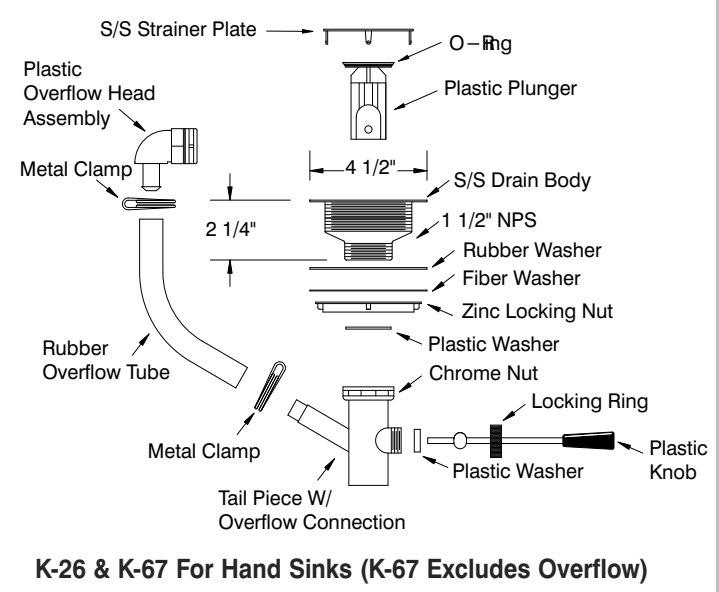 S/S Strainer Plate
O-Ring
Plastic
Overflow Head
Assembly
Plastic Plunger
Metal Clamp
4 1/2"
S/S Drain Body
2 1/4"
1 1/2" NPS
Rubber Washer
Fiber Washer
Zinc Locking Nut
Plastic Washer
Rubber
Overflow Tube
Chrome Nut
Locking Ring
Metal Clamp
Plastic
Knob
Plastic Washer
Tail Piece W/
Overflow Connection
K-26 & K-67 For Hand Sinks (K-67 Excludes Overflow)